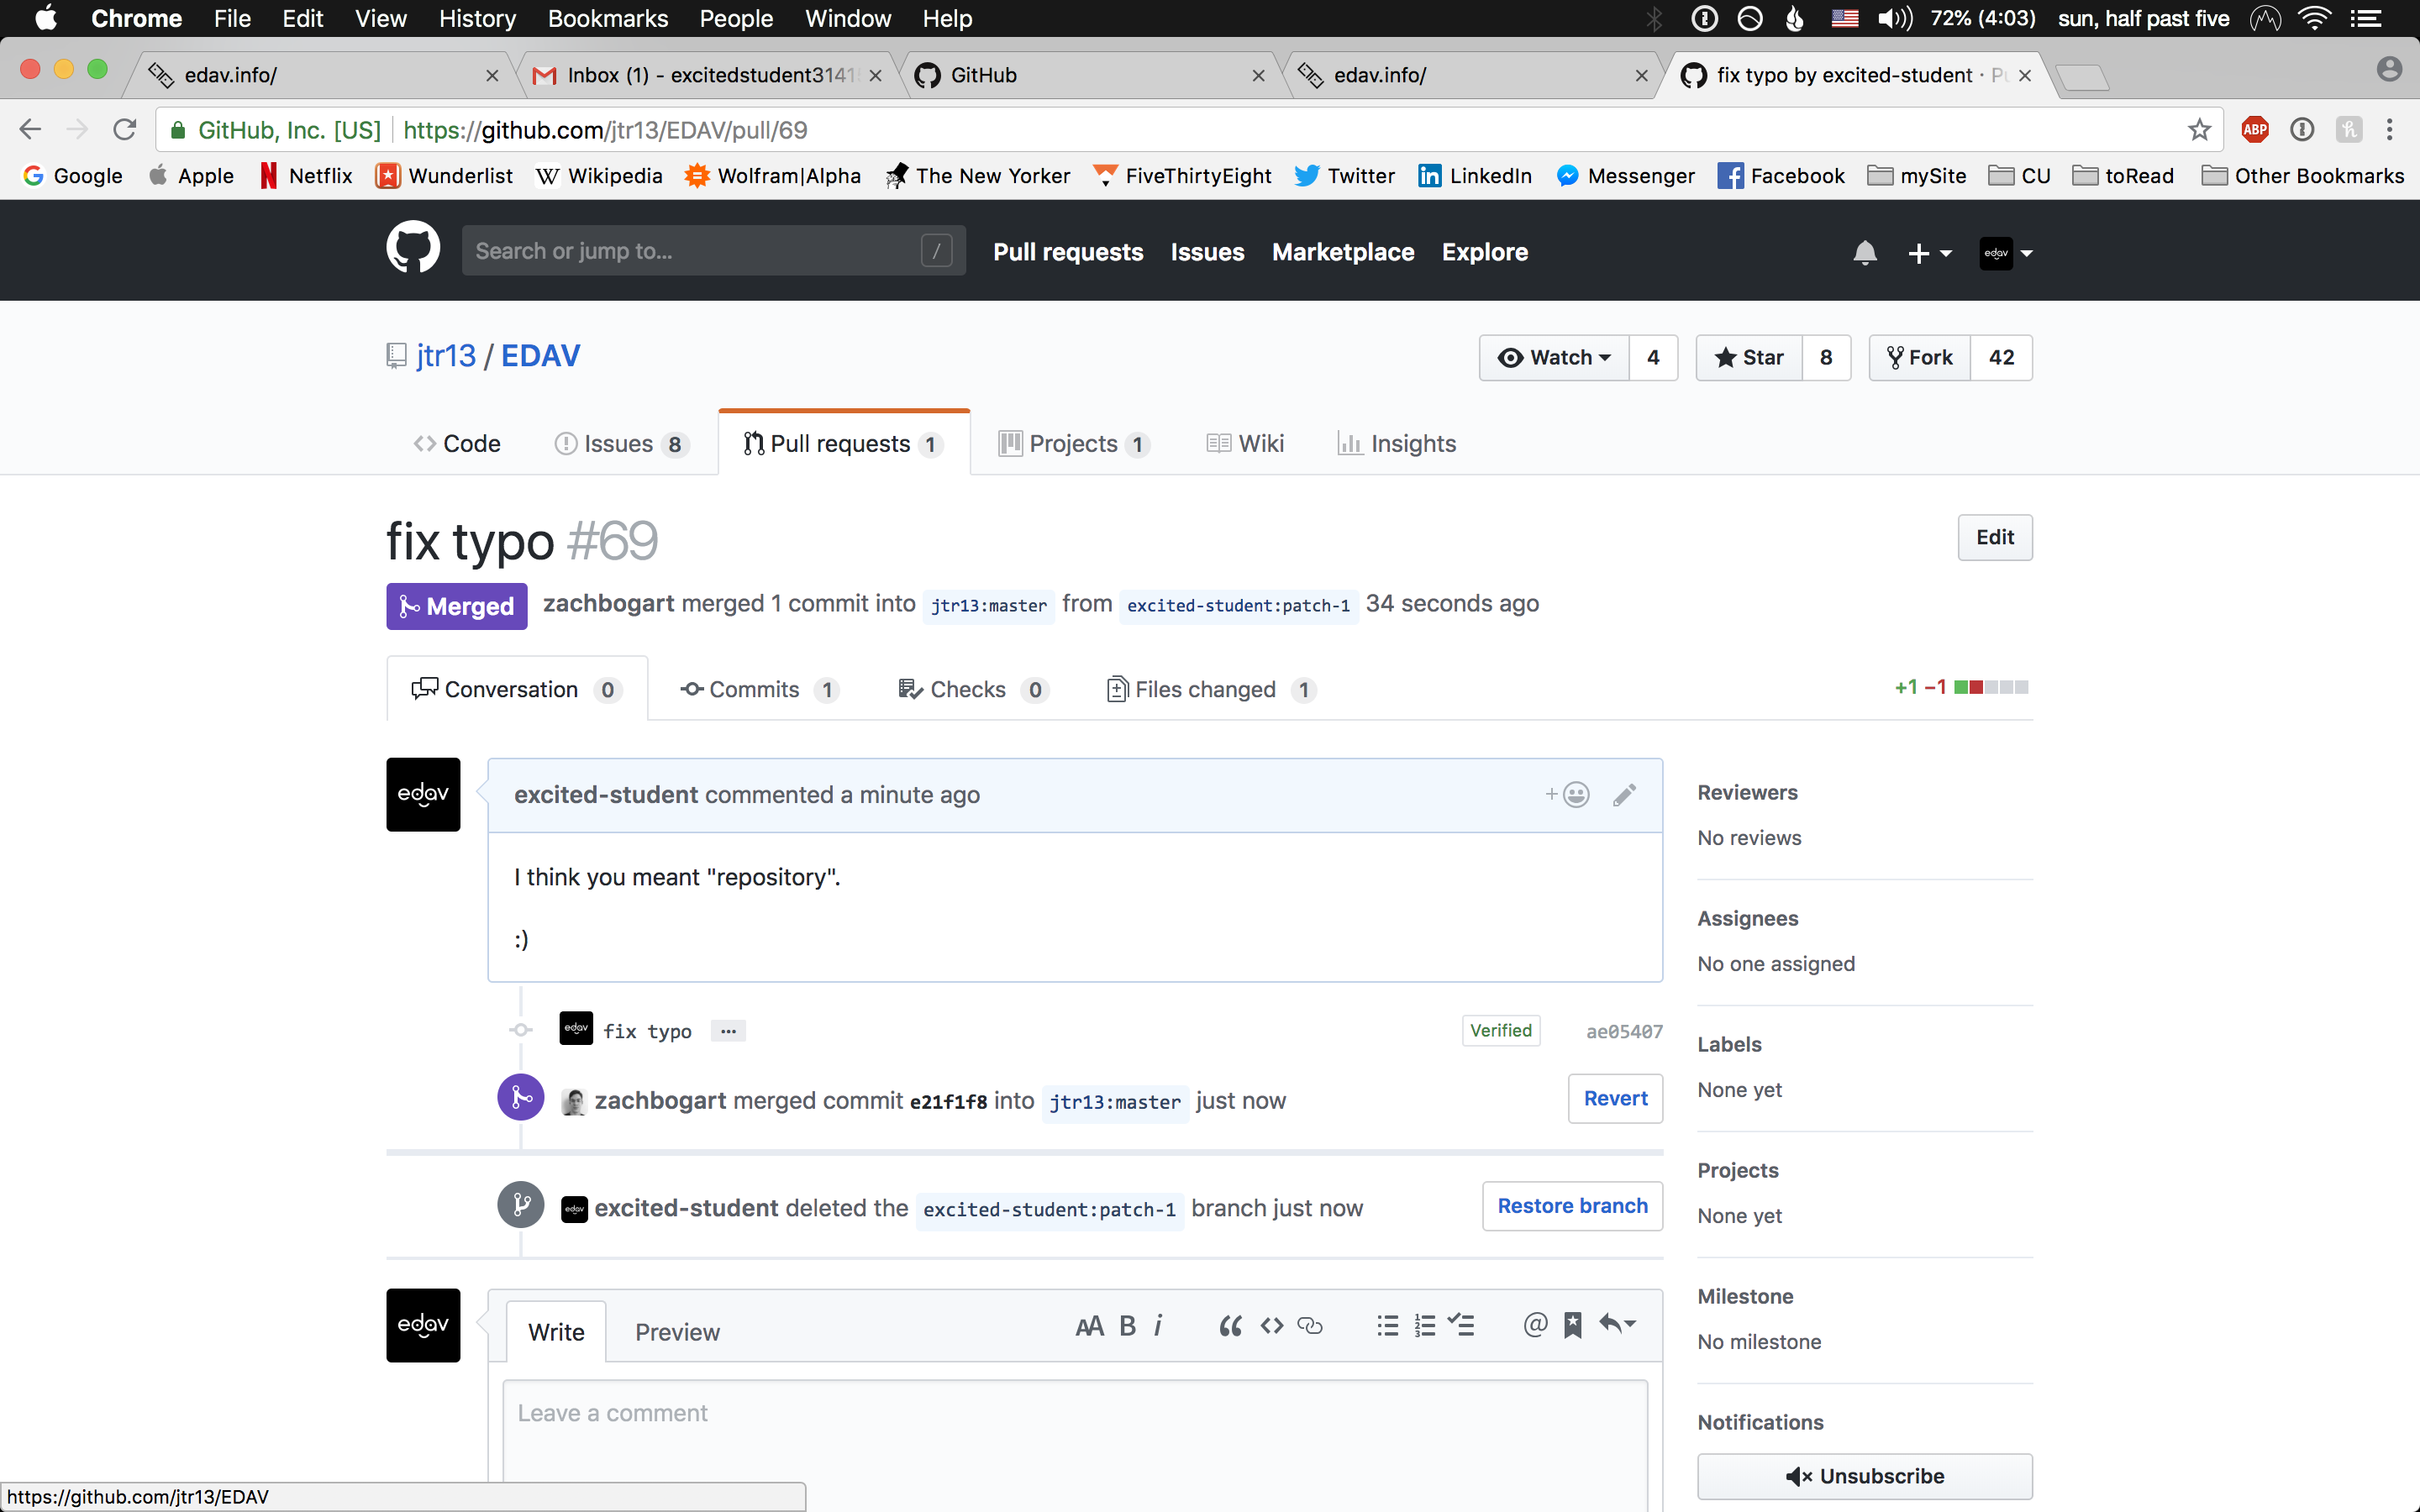 Chrome File Edit View History Bookmarks People Window Help 72% (4:03) sun, half past five
edav.info/ Inbox (1) - excitedstudent3141 GitHub edav.info/ fix typo by excited-student · Pu
GitHub, Inc. [US] https://github.com/jtr13/EDAV/pull/69 ABP
Google Apple Netflix Wunderlist Wikipedia Wolfram|Alpha The New Yorker FiveThirtyEight Twitter LinkedIn Messenger Facebook mySite CU toRead Other Bookmarks
Search or jump to... / Pull requests Issues Marketplace Explore edav
jtr13 / EDAV Watch 4 Star 8 Fork 42
Code Issues 8 Pull requests 1 Projects 1 Wiki Insights
fix typo #69 Edit
Merged zachbogart merged 1 commit into jtr13:master from excited-student:patch-1 34 seconds ago
Conversation 0 Commits 1 Checks 0 Files changed 1 +1 −1
edav excited-student commented a minute ago
I think you meant "repository".
:)
edav fix typo ... Verified ae05407
zachbogart merged commit e21f1f8 into jtr13:master just now Revert
edav excited-student deleted the excited-student:patch-1 branch just now Restore branch
edav Write Preview AA B i @
Leave a comment
Reviewers
No reviews
Assignees
No one assigned
Labels
None yet
Projects
None yet
Milestone
No milestone
Notifications
Unsubscribe
https://github.com/jtr13/EDAV